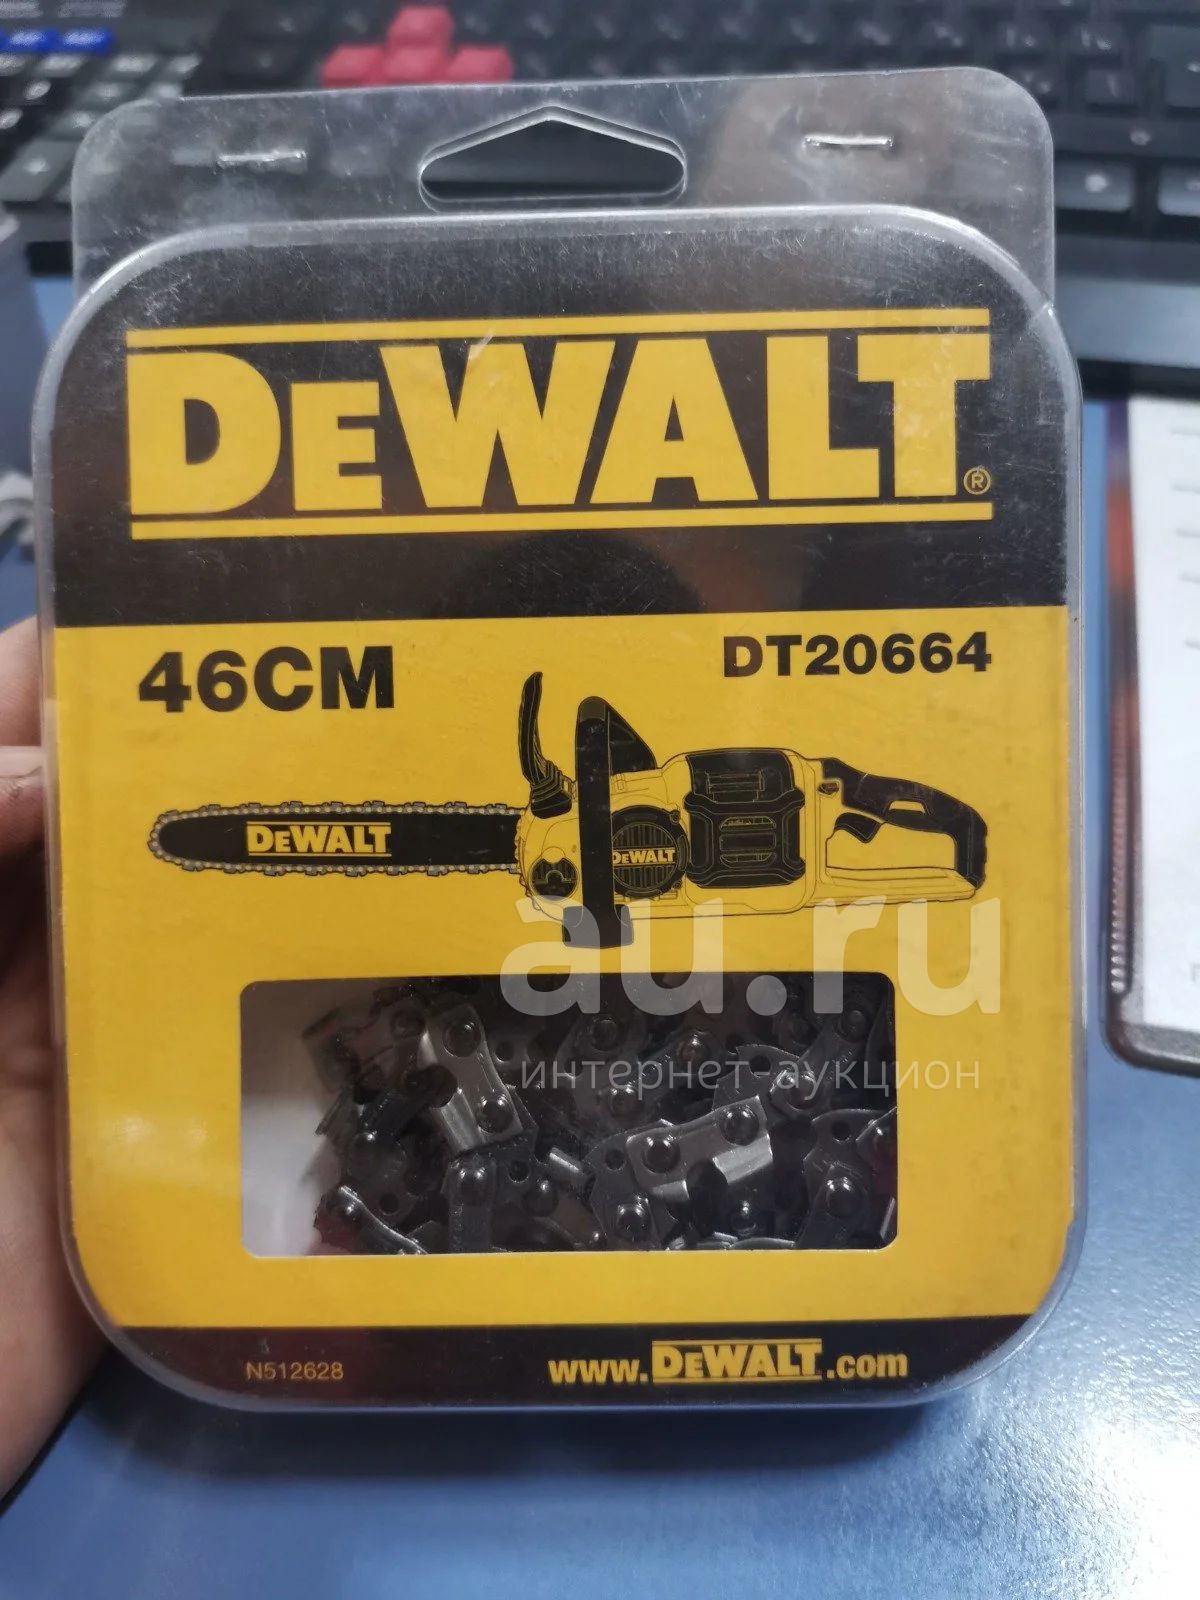 DEWALT®
46CM
DT20664
DEWALT
DEWALT
au.ru
интернет-аукцион
N512628
www.DEWALT.com